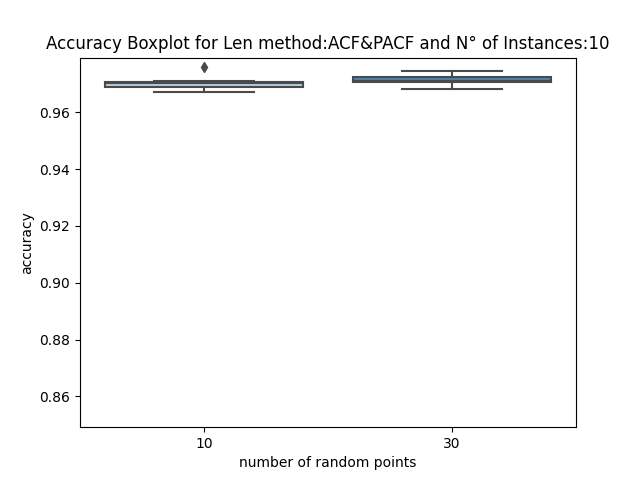 Accuracy Boxplot for Len method:ACF&PACF and N° of Instances:10
0.96
0.94
0.92
0.90
0.88
0.86
accuracy
10 30
number of random points